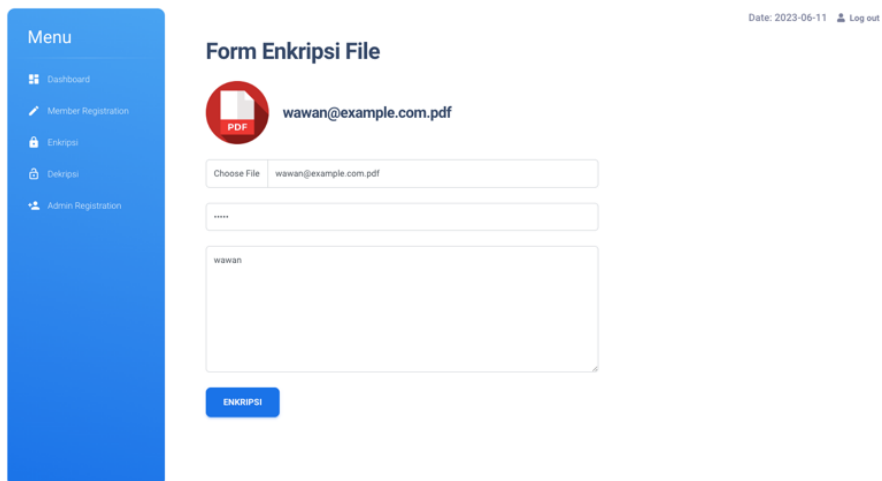 Date: 2023-06-11 Log out
Menu
Dashboard
Member Registration
Enkripsi
Dekripsi
Admin Registration
Form Enkripsi File
PDF
wawan@example.com.pdf
Choose File wawan@example.com.pdf
•••••
wawan
ENKRIPSI